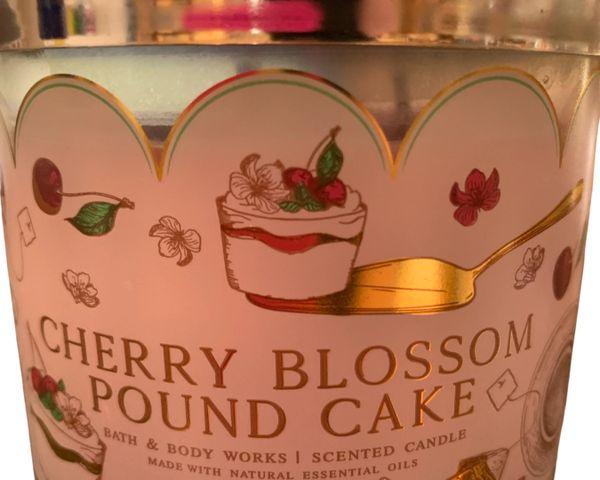 CHERRY BLOSSOM
POUND CAKE
BATH & BODY WORKS | SCENTED CANDLE
MADE WITH NATURAL ESSENTIAL OILS